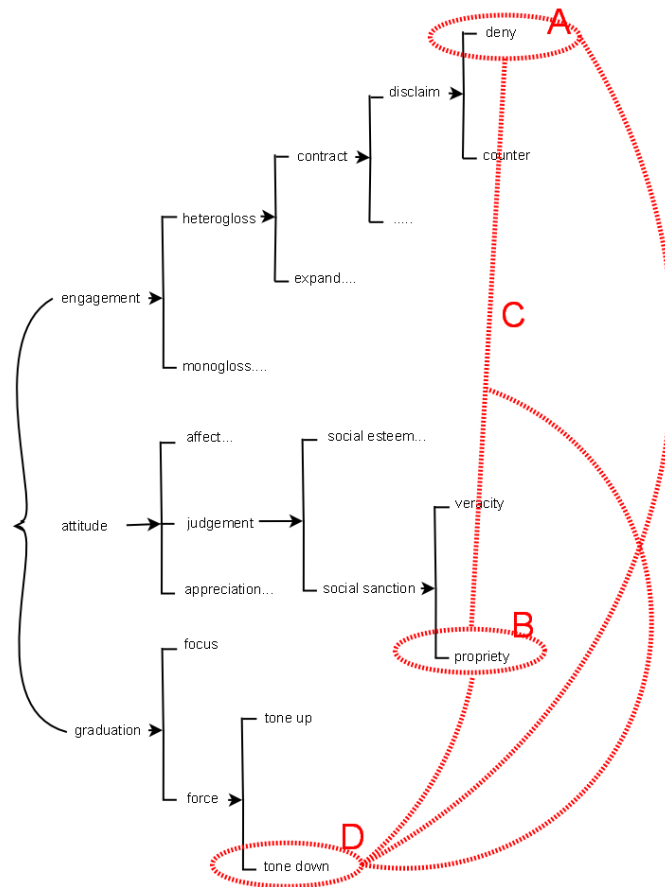 A
deny
disclaim
counter
contract
heterogloss
.....
expand....
engagement
C
monogloss....
affect...
social esteem...
veracity
attitude
judgement
appreciation...
social sanction
B
propriety
focus
graduation
tone up
force
D
tone down